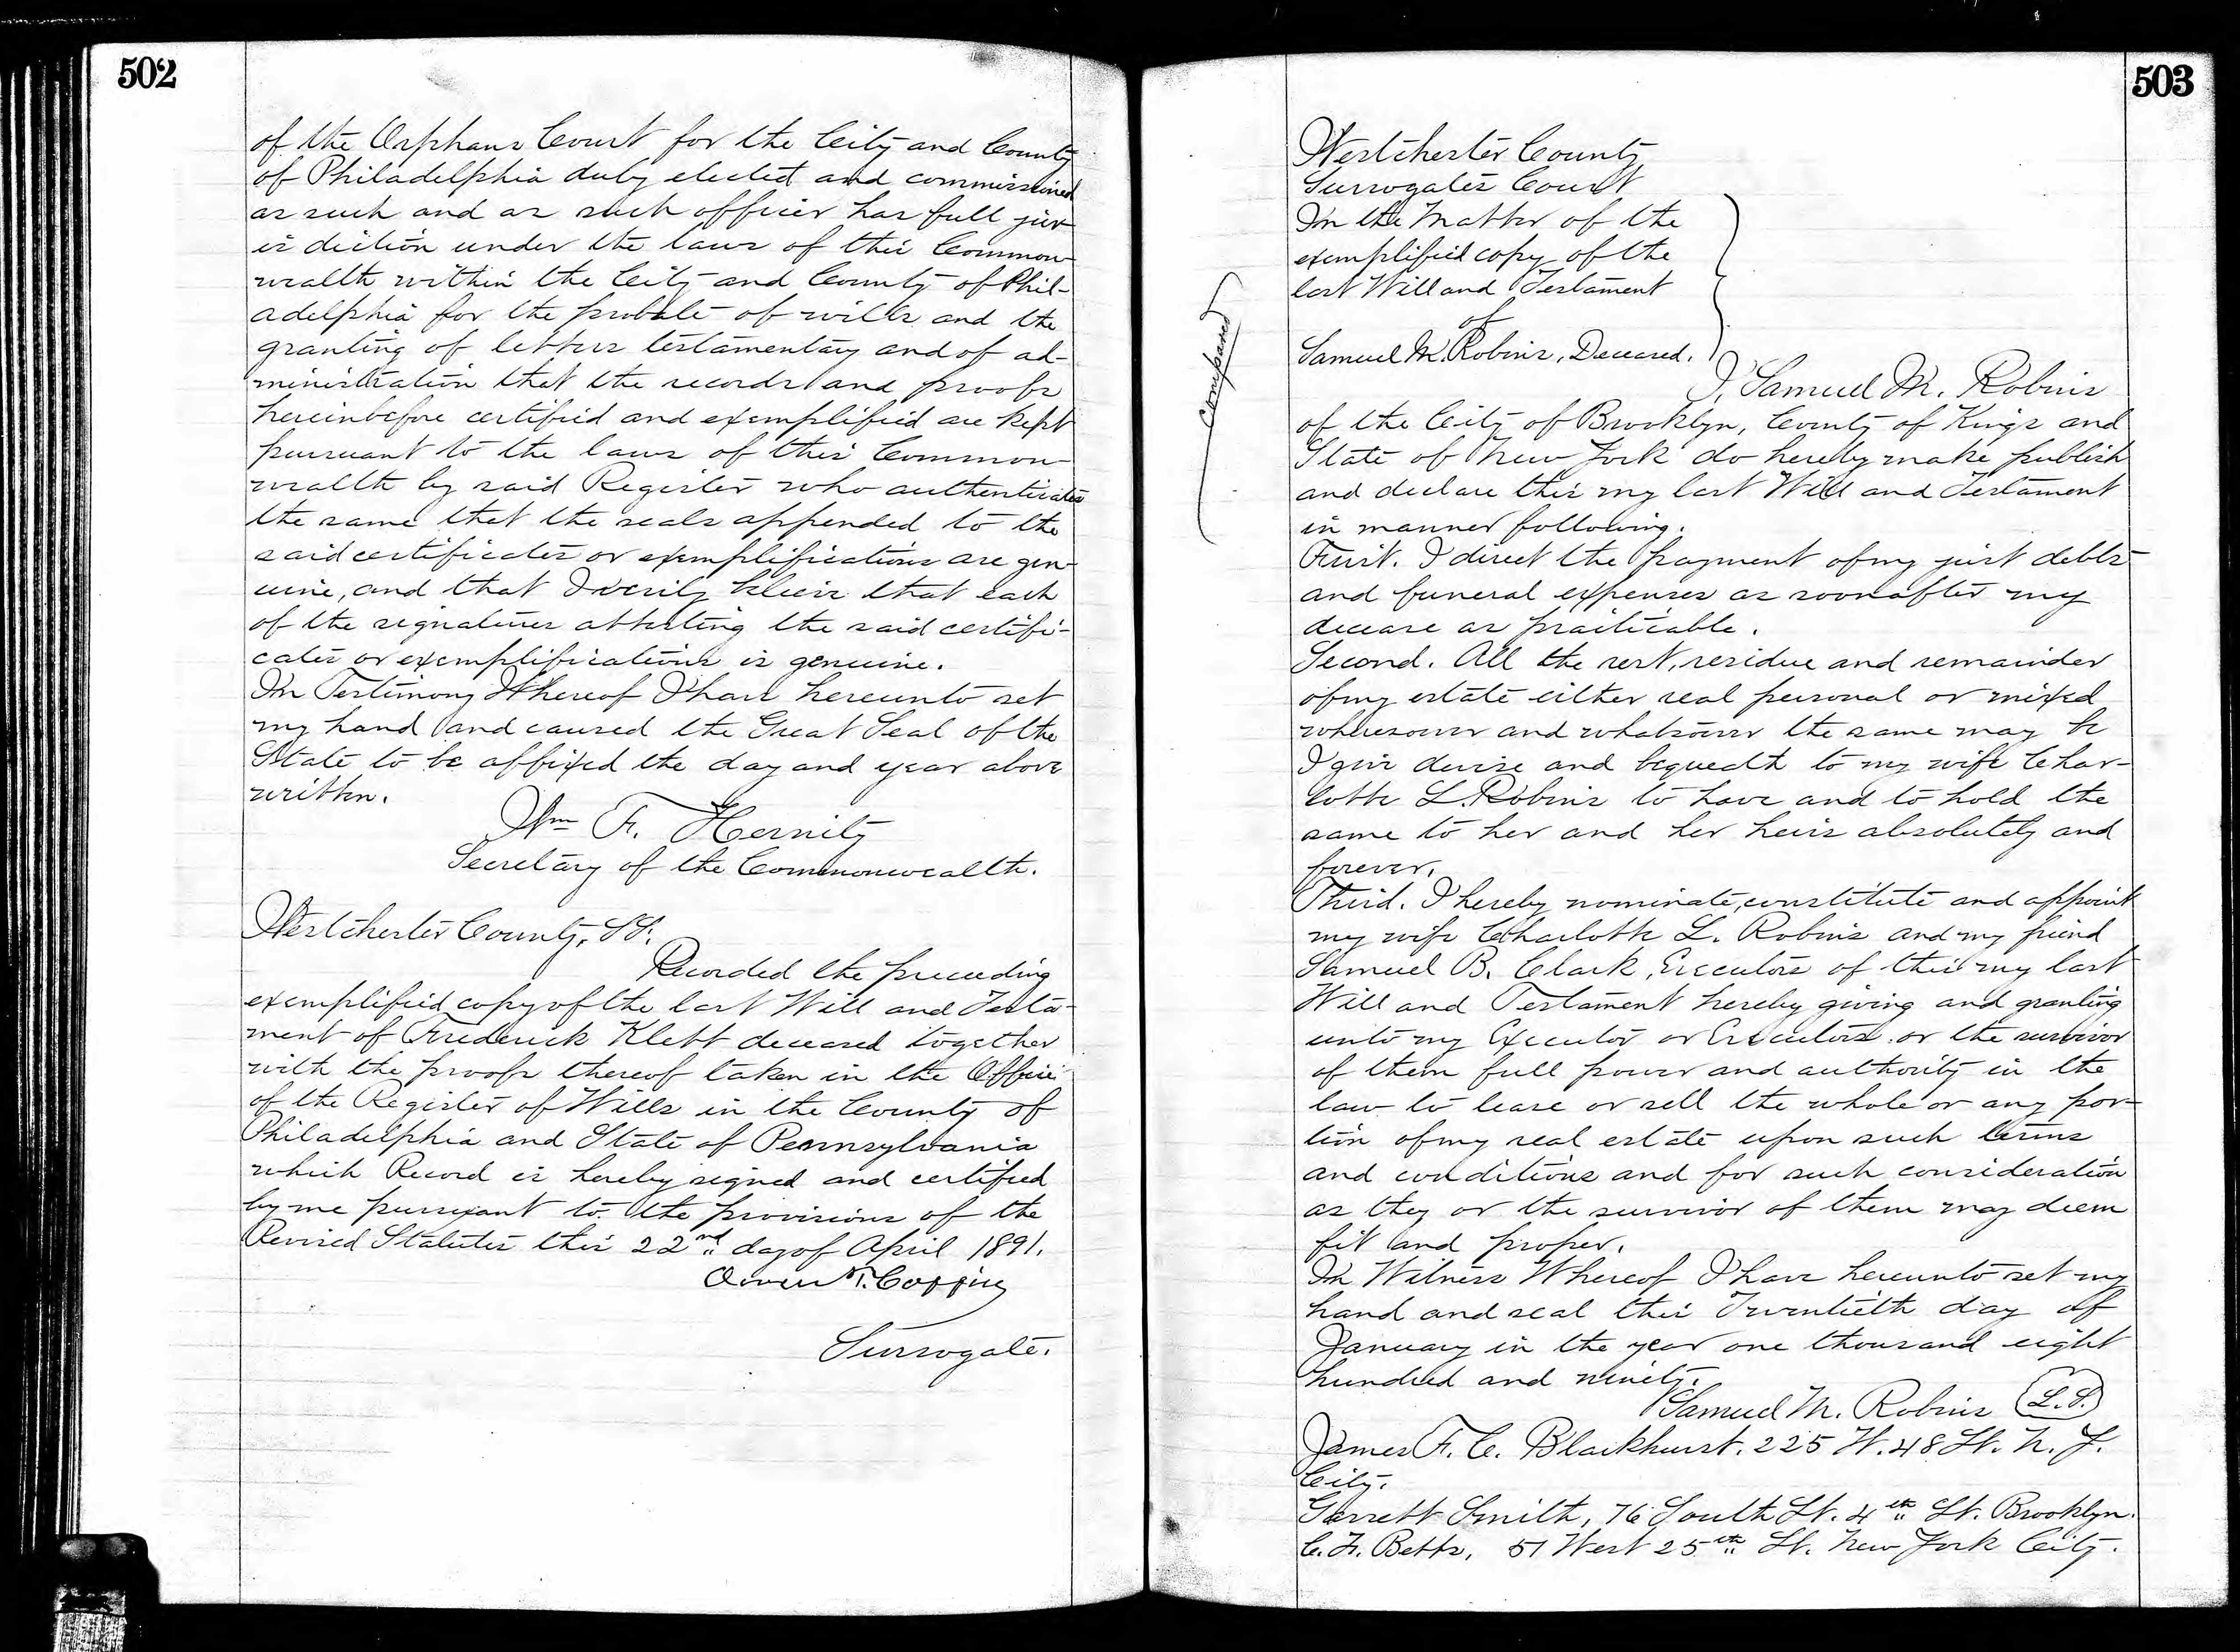 502
of the Orphans Court for the City and County
of Philadelphia duly elected and commissioned
as such and as such officer has full jur-
is diction under the laws of this Common-
wealth within the City and County of Phil-
adelphia for the probate of wills and the
granting of letters testamentary and of ad-
ministration that the records and proofs
hereinbefore certified and exemplified are kept
pursuant to the laws of this Common-
wealth by said Register who authenticates
the same that the seals appended to the
said certificates or exemplifications are gen-
uine, and that I verily believe that each
of the signatures attesting the said certifi-
cates or exemplifications is genuine.
In Testimony Whereof I have hereunto set
my hand and caused the Great Seal of the
State to be affixed the day and year above
written.
Wm F. Harrity
Secretary of the Commonwealth.
Westchester County, SS.
Recorded the preceding
exemplified copy of the last Will and Testa-
ment of Frederick Klett deceased together
with the proofs thereof taken in the Office
of the Register of Wills in the County of
Philadelphia and State of Pennsylvania
which Record is hereby signed and certified
by me pursuant to the provisions of the
Revised Statutes this 22nd day of April 1891.
Owen T. Coffin
Surrogate.
503
Westchester County
Surrogates Court
In the Matter of the
exemplified copy of the
last Will and Testament
of
Samuel M. Robins, Deceased.
compared
I, Samuel M. Robins
of the City of Brooklyn, County of Kings and
State of New York do hereby make publish
and declare this my last Will and Testament
in manner following.
First. I direct the payment of my just debts
and funeral expenses as soon after my
decease as practicable.
Second. All the rest, residue and remainder
of my estate either real personal or mixed
wheresoever and whatsoever the same may be
I give devise and bequeath to my wife Char-
lotte L. Robins to have and to hold the
same to her and her heirs absolutely and
forever.
Third. I hereby nominate, constitute and appoint
my wife Charlotte L. Robins and my friend
Samuel B. Clark, Executors of this my last
Will and Testament hereby giving and granting
unto my Executor or Executors or the survivor
of them full power and authority in the
law to lease or sell the whole or any por-
tion of my real estate upon such terms
and conditions and for such consideration
as they or the survivor of them may deem
fit and proper.
In Witness Whereof I have hereunto set my
hand and seal this Twentieth day of
January in the year one thousand eight
hundred and ninety.
Samuel M. Robins L.S.
James F. C. Blackhurst. 225 W. 48 St. N. Y.
City.
Garrett Smith, 76 South St. 4th St. Brooklyn.
C. F. Betts, 51 West 25th St. New York City.